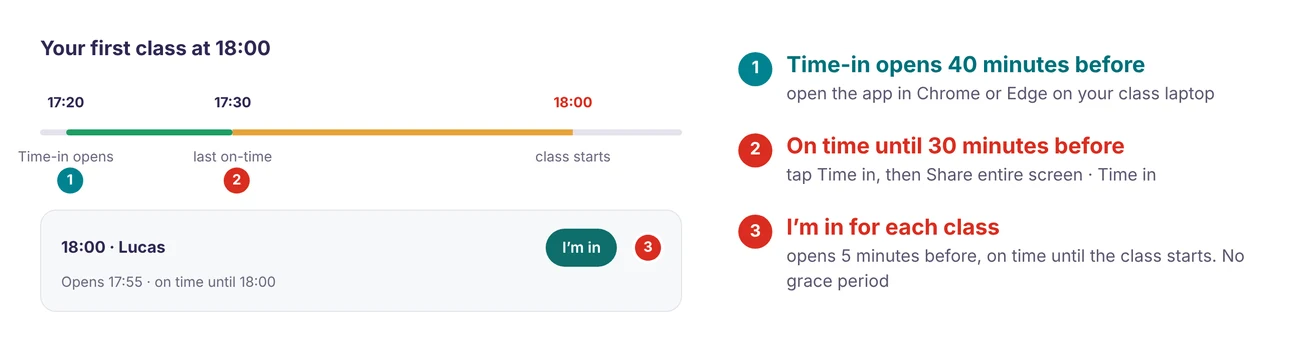 Your first class at 18:00
17:20 17:30 18:00
Time-in opens last on-time class starts
1 2
18:00 · Lucas I'm in 3
Opens 17:55 · on time until 18:00
1 Time-in opens 40 minutes before
open the app in Chrome or Edge on your class laptop
2 On time until 30 minutes before
tap Time in, then Share entire screen · Time in
3 I'm in for each class
opens 5 minutes before, on time until the class starts. No
grace period